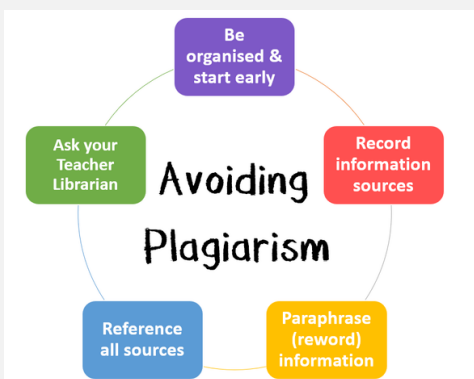 Be
organised &
start early
Record
information
sources
Paraphrase
(reword)
information
Reference
all sources
Ask your
Teacher
Librarian
Avoiding
Plagiarism